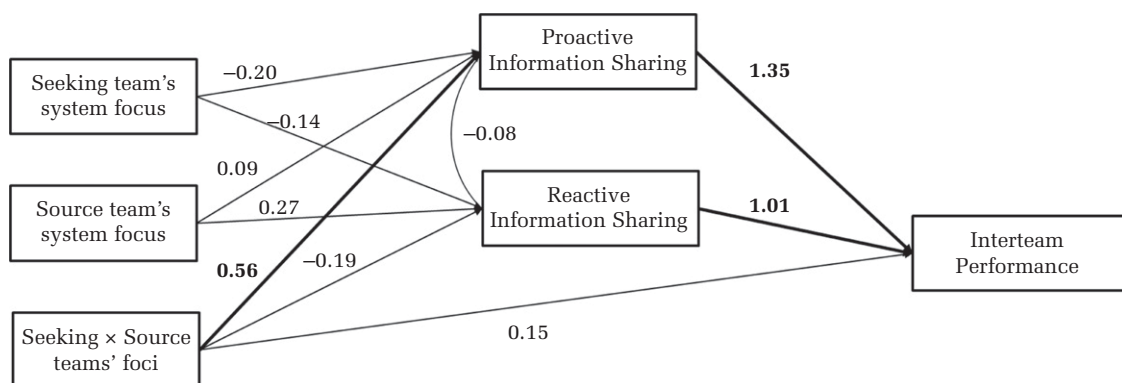 Proactive
Information Sharing
1.35
Seeking team’s
system focus
−0.20
−0.14
−0.08
0.09
Source team’s
system focus
0.27
Reactive
Information Sharing
1.01
Interteam
Performance
0.56
−0.19
Seeking × Source
teams’ foci
0.15